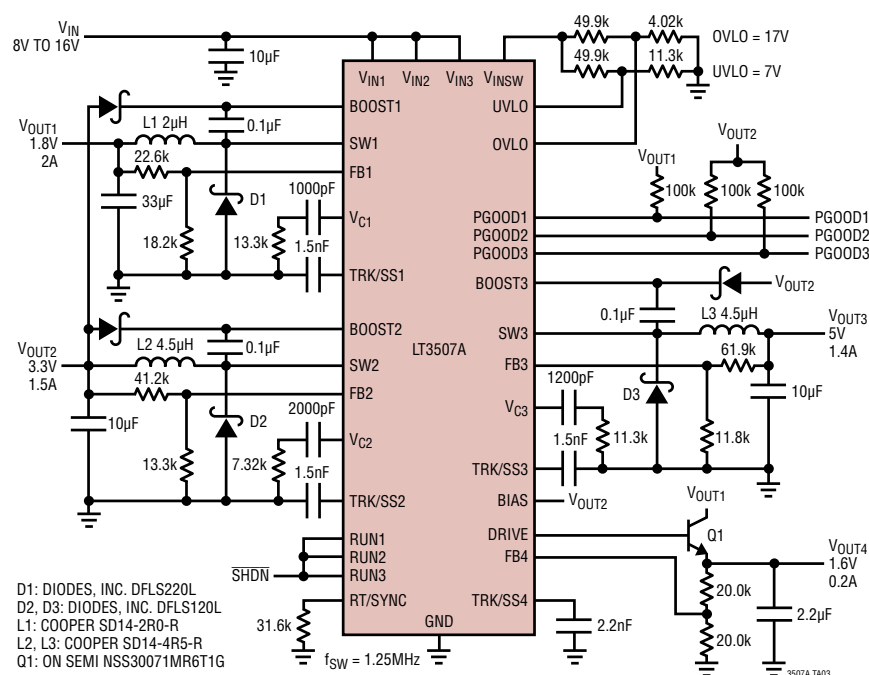 VIN
8V TO 16V
10µF
VIN1
VIN2
VIN3
VINSW
49.9k
4.02k
OVLO = 17V
49.9k
11.3k
UVLO = 7V
BOOST1
UVLO
0.1µF
VOUT1
1.8V
2A
L1 2µH
SW1
OVLO
22.6k
FB1
33µF
D1
1000pF
VC1
18.2k
13.3k
1.5nF
TRK/SS1
VOUT1
VOUT2
100k
100k
100k
PGOOD1
PGOOD1
PGOOD2
PGOOD2
PGOOD3
PGOOD3
BOOST3
VOUT2
0.1µF
L3 4.5µH
VOUT3
5V
1.4A
SW3
BOOST2
0.1µF
VOUT2
3.3V
1.5A
L2 4.5µH
SW2
LT3507A
FB3
61.9k
41.2k
FB2
1200pF
D3
10µF
10µF
D2
2000pF
VC3
VC2
11.3k
11.8k
13.3k
7.32k
1.5nF
1.5nF
TRK/SS3
TRK/SS2
BIAS
VOUT2
VOUT1
DRIVE
Q1
VOUT4
1.6V
0.2A
RUN1
RUN2
RUN3
SHDN
FB4
20.0k
20.0k
2.2µF
RT/SYNC
TRK/SS4
GND
31.6k
2.2nF
fSW = 1.25MHz
D1: DIODES, INC. DFLS220L
D2, D3: DIODES, INC. DFLS120L
L1: COOPER SD14-2R0-R
L2, L3: COOPER SD14-4R5-R
Q1: ON SEMI NSS30071MR6T1G
3507A TA03